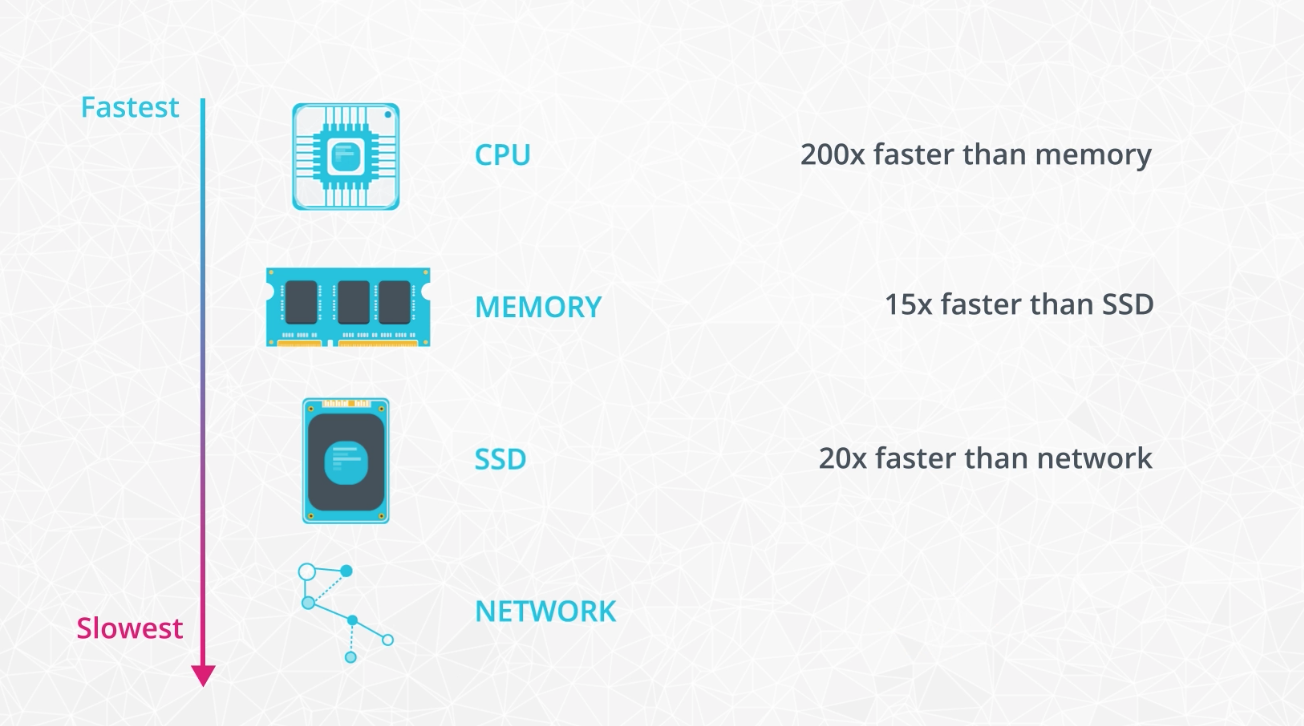 Fastest
CPU
200x faster than memory
MEMORY
15x faster than SSD
SSD
20x faster than network
NETWORK
Slowest